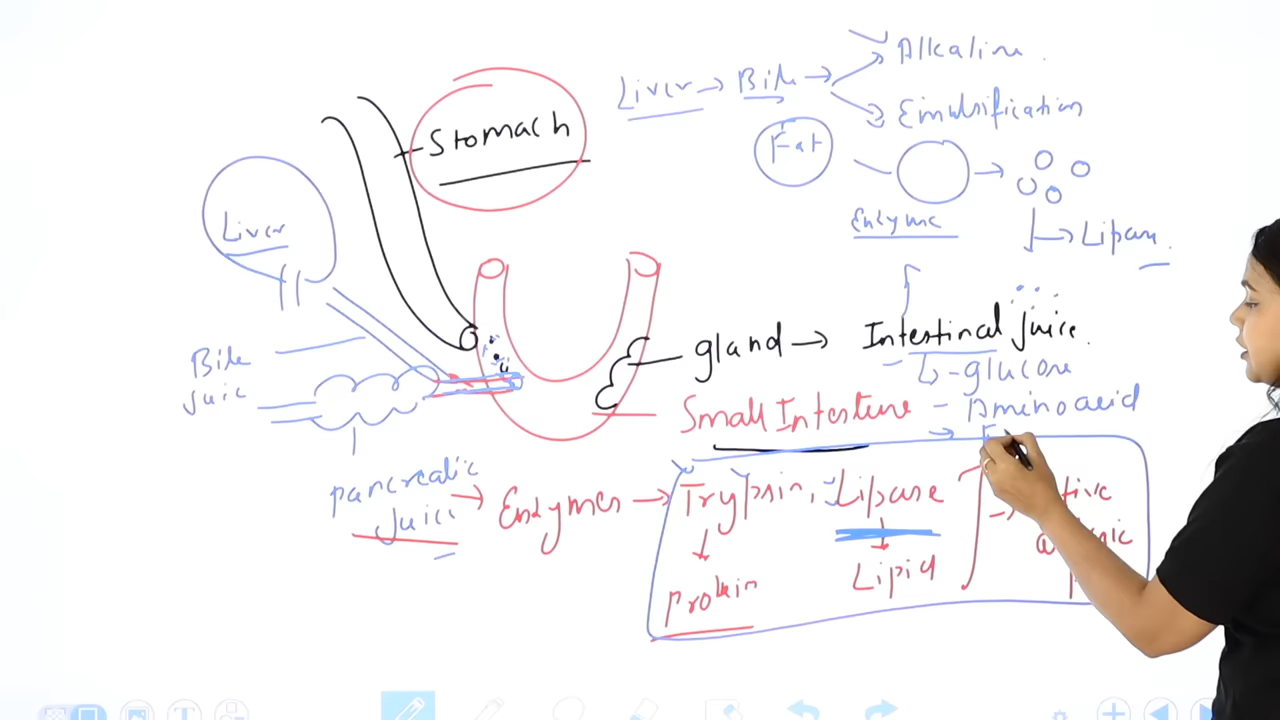 Liver → Bile →
Alkaline
Emulsification
Stomach
Fat
Liver
Enzyme
→ Lipase
gland → Intestinal juice
Bile
juice
↳ - glucose
Small Intestine - Amino acid
→ F
pancreatic
juice → Enzymes → Trypsin, Lipase
↓ ↓
protein Lipid